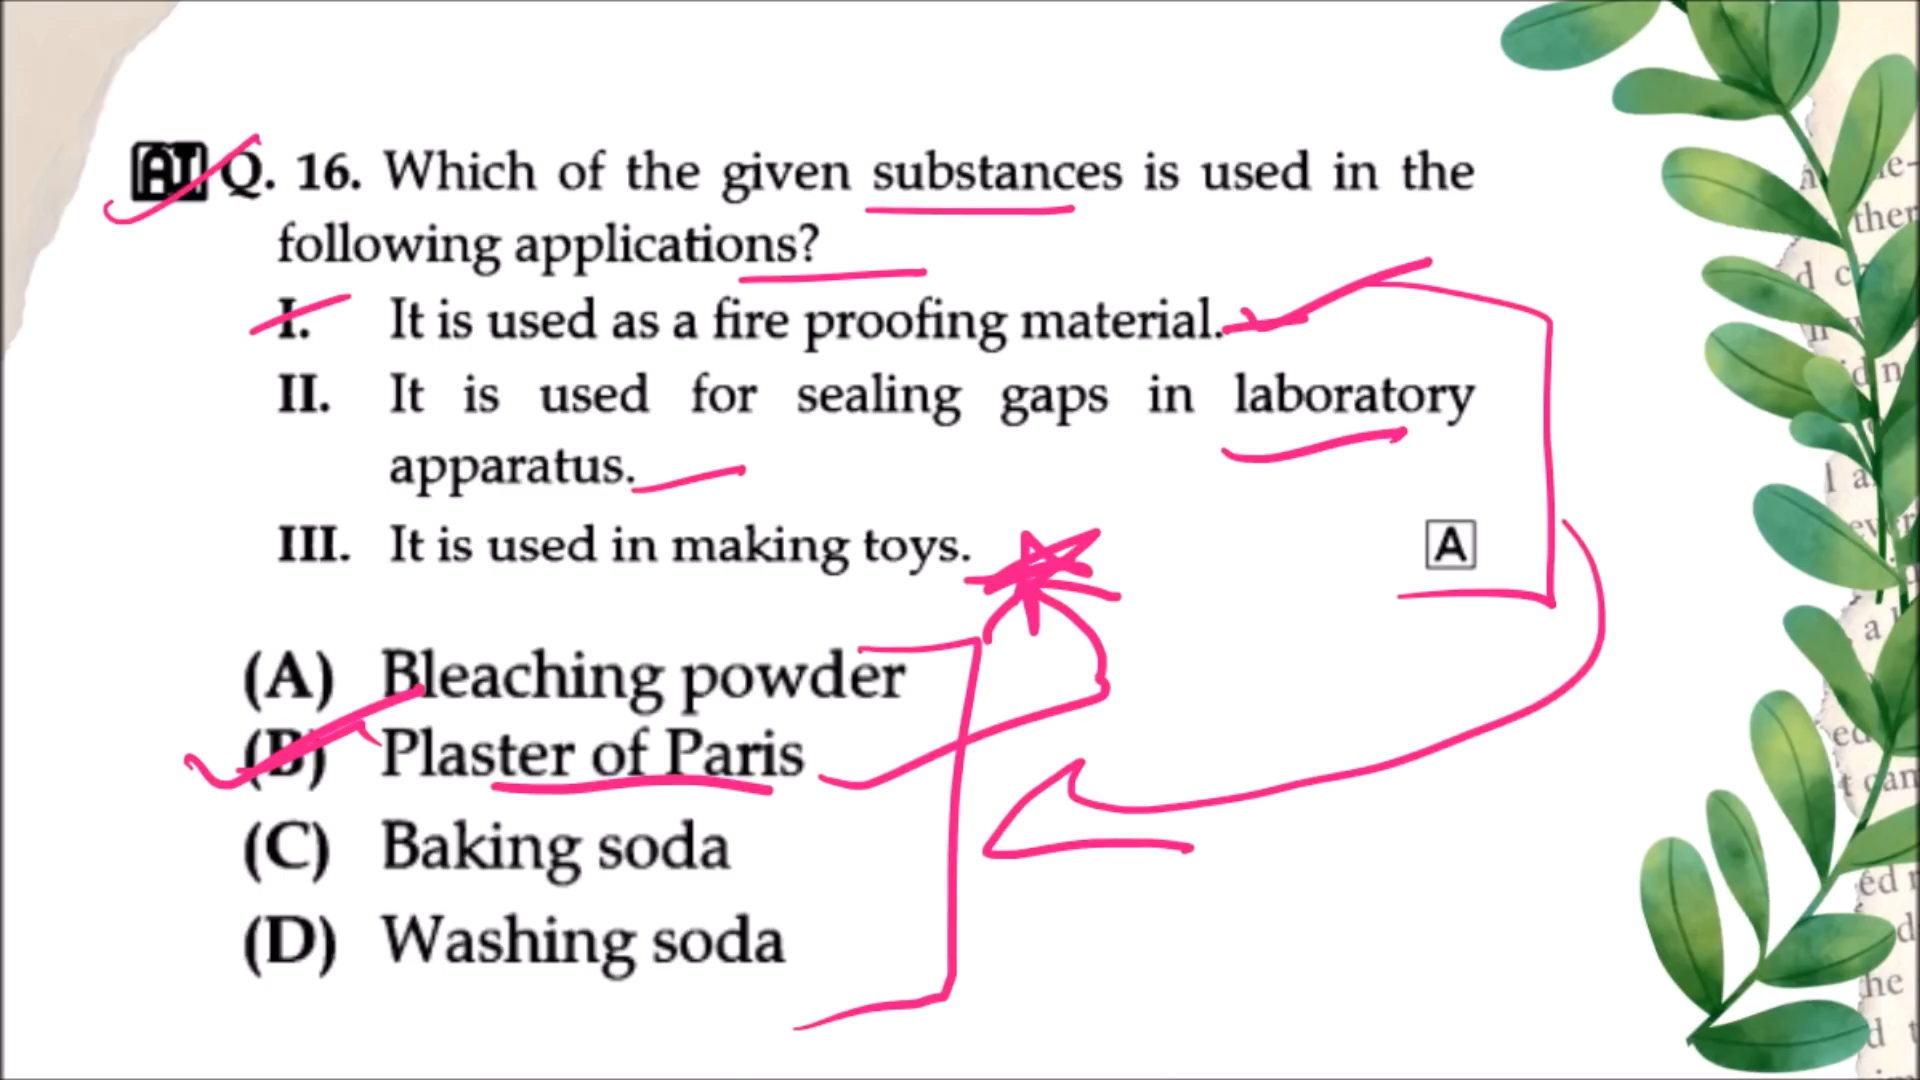 AI Q. 16. Which of the given substances is used in the
following applications?
I. It is used as a fire proofing material.
II. It is used for sealing gaps in laboratory
apparatus.
III. It is used in making toys. A
(A) Bleaching powder
(B) Plaster of Paris
(C) Baking soda
(D) Washing soda